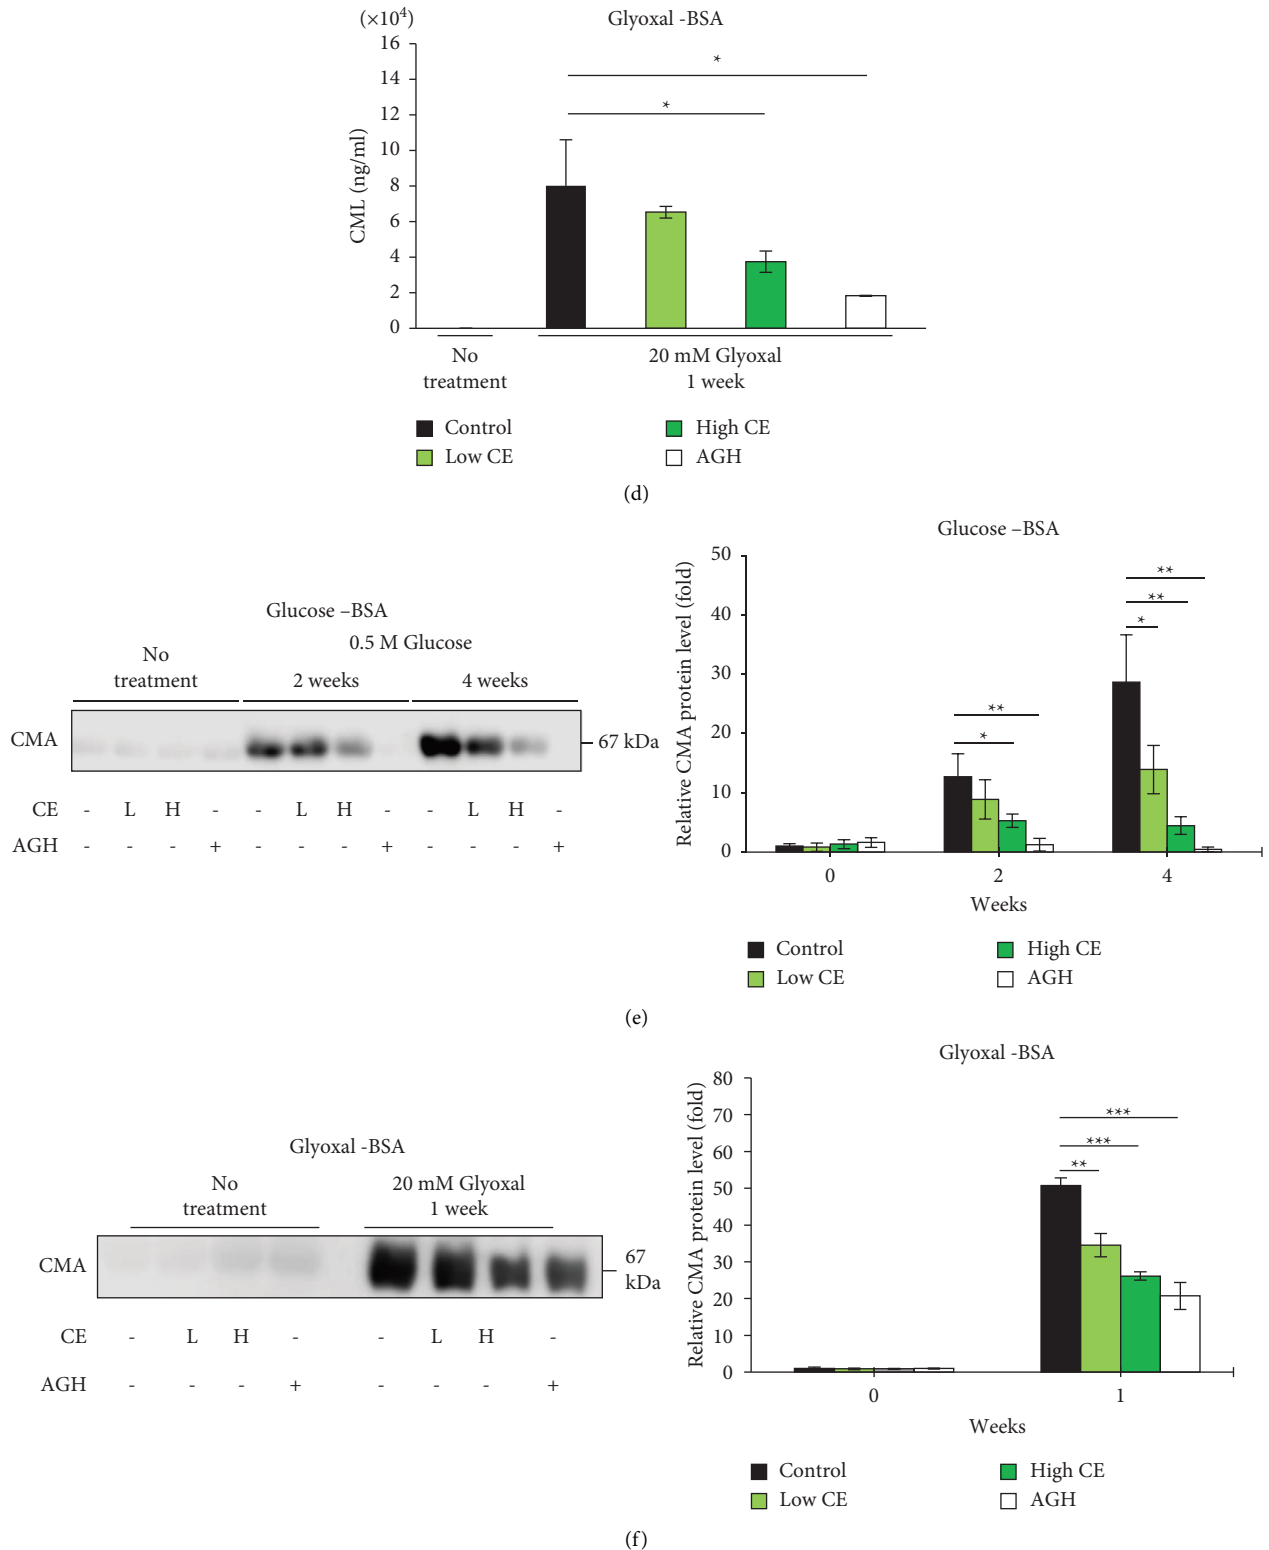 (×10⁴)
Glyoxal -BSA
16
14
12
10
8
6
4
2
0
CML (ng/ml)
*
*
No
treatment
20 mM Glyoxal
1 week
Control
High CE
Low CE
AGH
(d)
Glucose –BSA
0.5 M Glucose
No
treatment
2 weeks
4 weeks
CMA
67 kDa
CE - L H - - L H - - L H -
AGH - - - + - - - + - - - +
Glucose –BSA
50
40
30
20
10
0
Relative CMA protein level (fold)
**
*
**
**
*
0 2 4
Weeks
Control
High CE
Low CE
AGH
(e)
Glyoxal -BSA
No
treatment
20 mM Glyoxal
1 week
CMA
67
kDa
CE - L H - - L H -
AGH - - - + - - - +
Glyoxal -BSA
80
70
60
50
40
30
20
10
0
Relative CMA protein level (fold)
***
***
**
0 1
Weeks
Control
High CE
Low CE
AGH
(f)